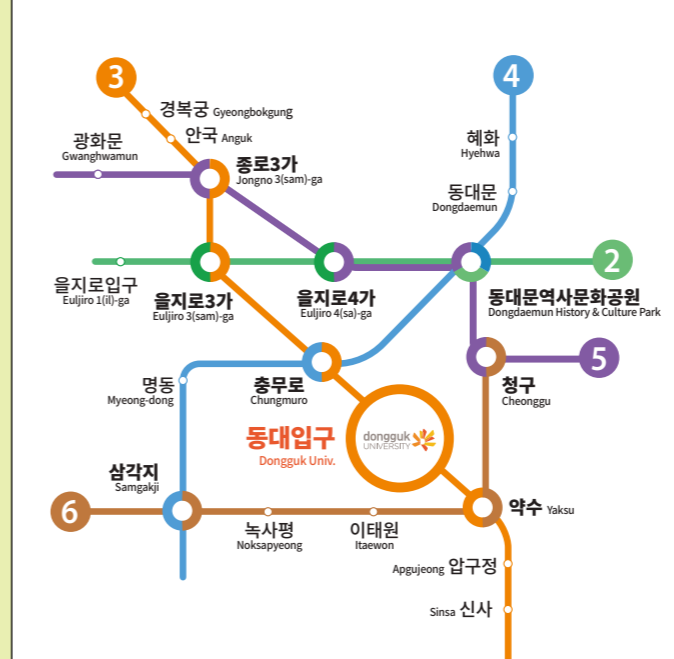 3
4
경복궁 Gyeongbokgung
안국 Anguk
광화문
Gwanghwamun
종로3가
Jongno 3(sam)-ga
혜화
Hyehwa
동대문
Dongdaemun
2
을지로입구
Euljiro 1(il)-ga
을지로3가
Euljiro 3(sam)-ga
을지로4가
Euljiro 4(sa)-ga
동대문역사문화공원
Dongdaemun History & Culture Park
5
명동
Myeong-dong
충무로
Chungmuro
청구
Cheonggu
동대입구
Dongguk Univ.
dongguk
UNIVERSITY
삼각지
Samgakji
6
녹사평
Noksapyeong
이태원
Itaewon
약수 Yaksu
Apgujeong 압구정
Sinsa 신사